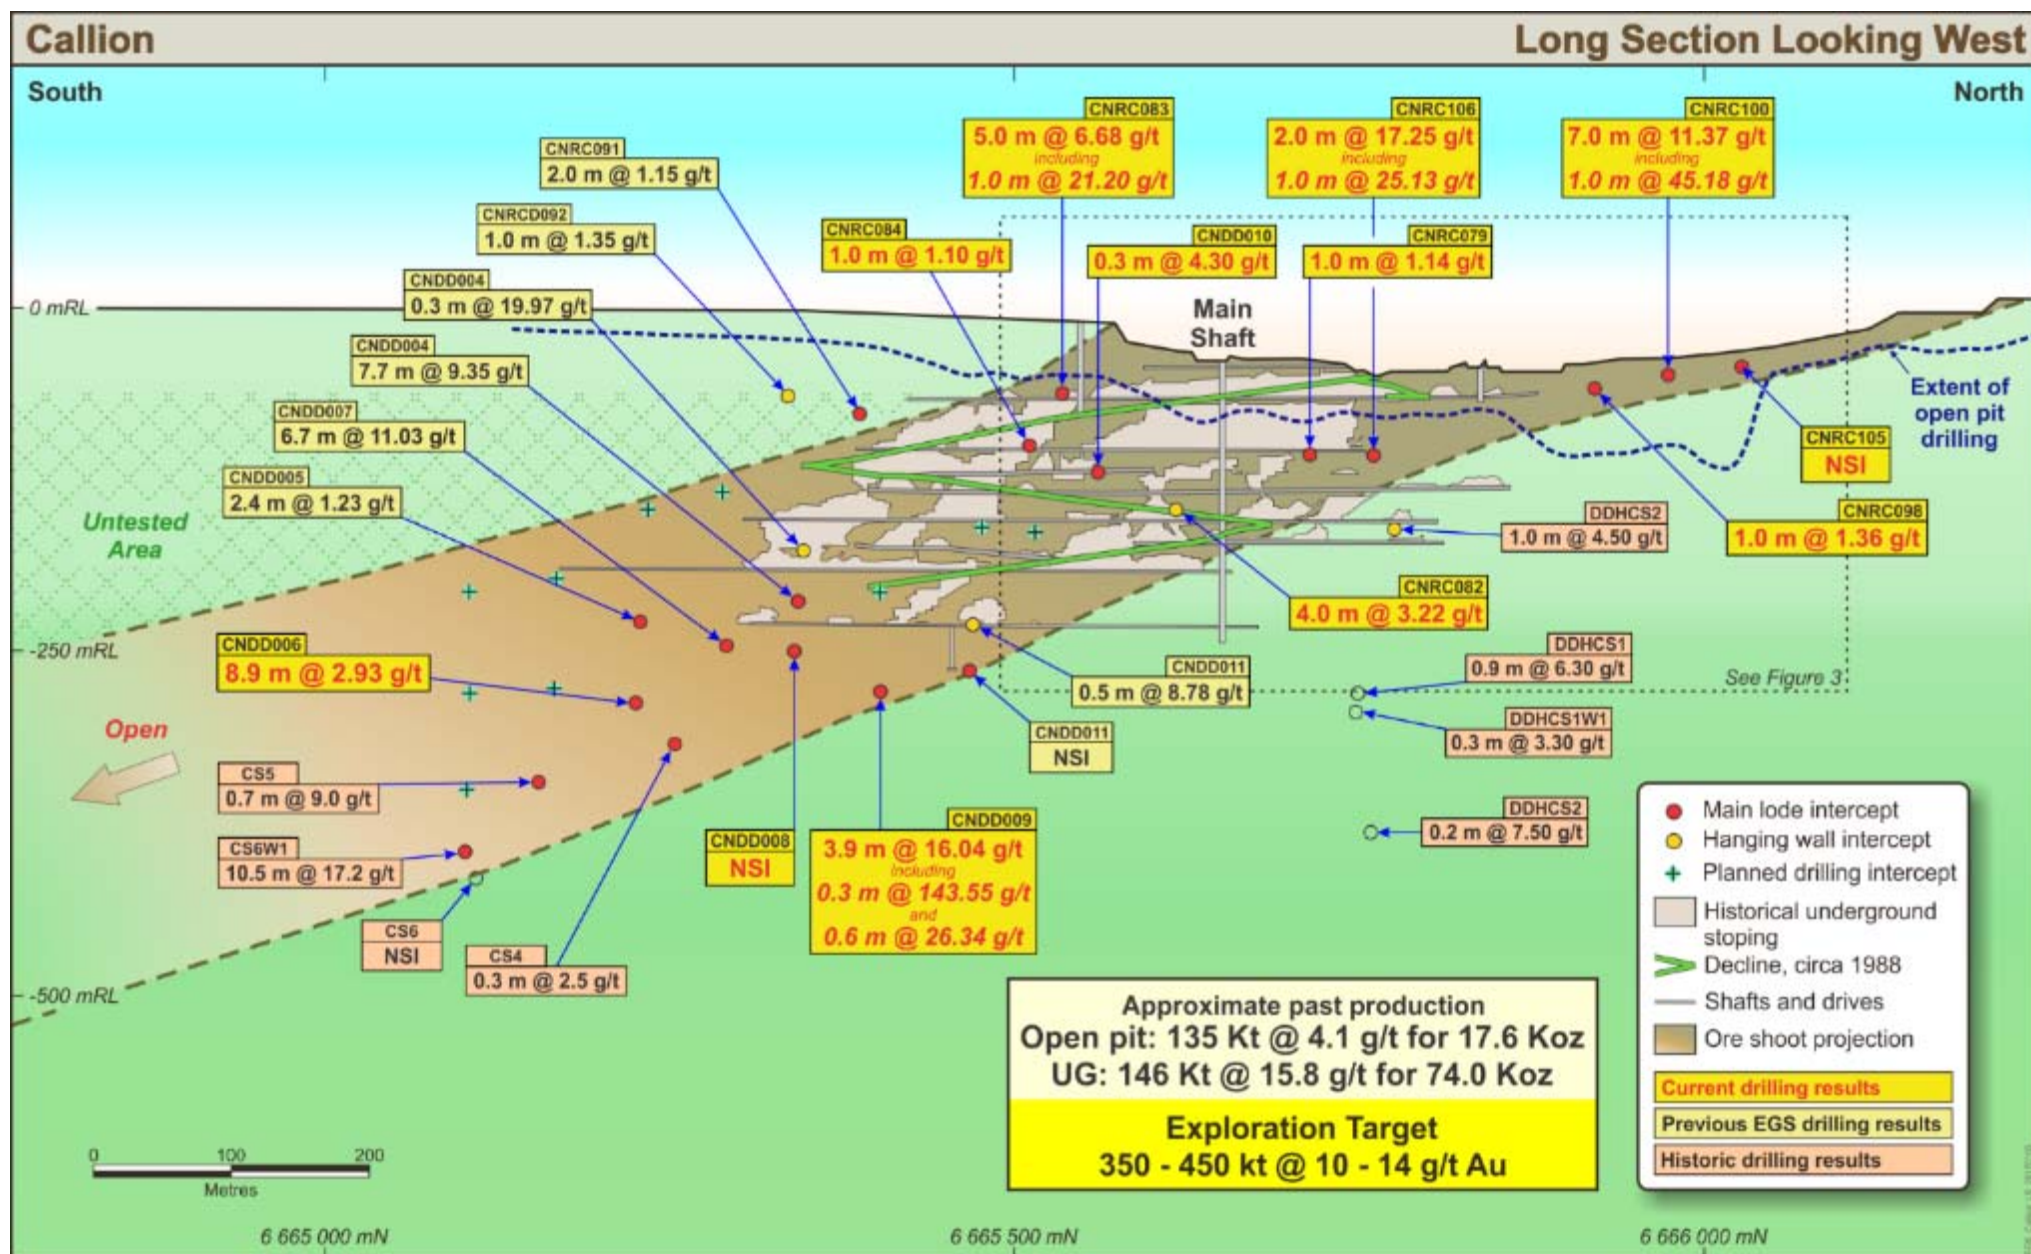 Callion
Long Section Looking West
South
North
CNRC083
5.0 m @ 6.68 g/t
including
1.0 m @ 21.20 g/t
CNRC106
2.0 m @ 17.25 g/t
including
1.0 m @ 25.13 g/t
CNRC100
7.0 m @ 11.37 g/t
including
1.0 m @ 45.18 g/t
CNRC091
2.0 m @ 1.15 g/t
CNRCD092
1.0 m @ 1.35 g/t
CNRC084
1.0 m @ 1.10 g/t
CNDD010
0.3 m @ 4.30 g/t
CNRC079
1.0 m @ 1.14 g/t
CNDD004
0.3 m @ 19.97 g/t
0 mRL
Main
Shaft
CNDD004
7.7 m @ 9.35 g/t
Extent of
open pit
drilling
CNDD007
6.7 m @ 11.03 g/t
CNRC105
NSI
CNDD005
2.4 m @ 1.23 g/t
Untested
Area
DDHCS2
1.0 m @ 4.50 g/t
CNRC098
1.0 m @ 1.36 g/t
CNRC082
4.0 m @ 3.22 g/t
-250 mRL
CNDD006
8.9 m @ 2.93 g/t
DDHCS1
0.9 m @ 6.30 g/t
CNDD011
0.5 m @ 8.78 g/t
See Figure 3
Open
CNDD011
NSI
DDHCS1W1
0.3 m @ 3.30 g/t
CS5
0.7 m @ 9.0 g/t
CS6W1
10.5 m @ 17.2 g/t
CNDD008
NSI
CNDD009
3.9 m @ 16.04 g/t
including
0.3 m @ 143.55 g/t
and
0.6 m @ 26.34 g/t
DDHCS2
0.2 m @ 7.50 g/t
CS6
NSI
CS4
0.3 m @ 2.5 g/t
-500 mRL
Main lode intercept
Hanging wall intercept
Planned drilling intercept
Historical underground
stoping
Decline, circa 1988
Shafts and drives
Ore shoot projection
Current drilling results
Previous EGS drilling results
Historic drilling results
Approximate past production
Open pit: 135 Kt @ 4.1 g/t for 17.6 Koz
UG: 146 Kt @ 15.8 g/t for 74.0 Koz
Exploration Target
350 - 450 kt @ 10 - 14 g/t Au
0 100 200
Metres
6 665 000 mN
6 665 500 mN
6 666 000 mN